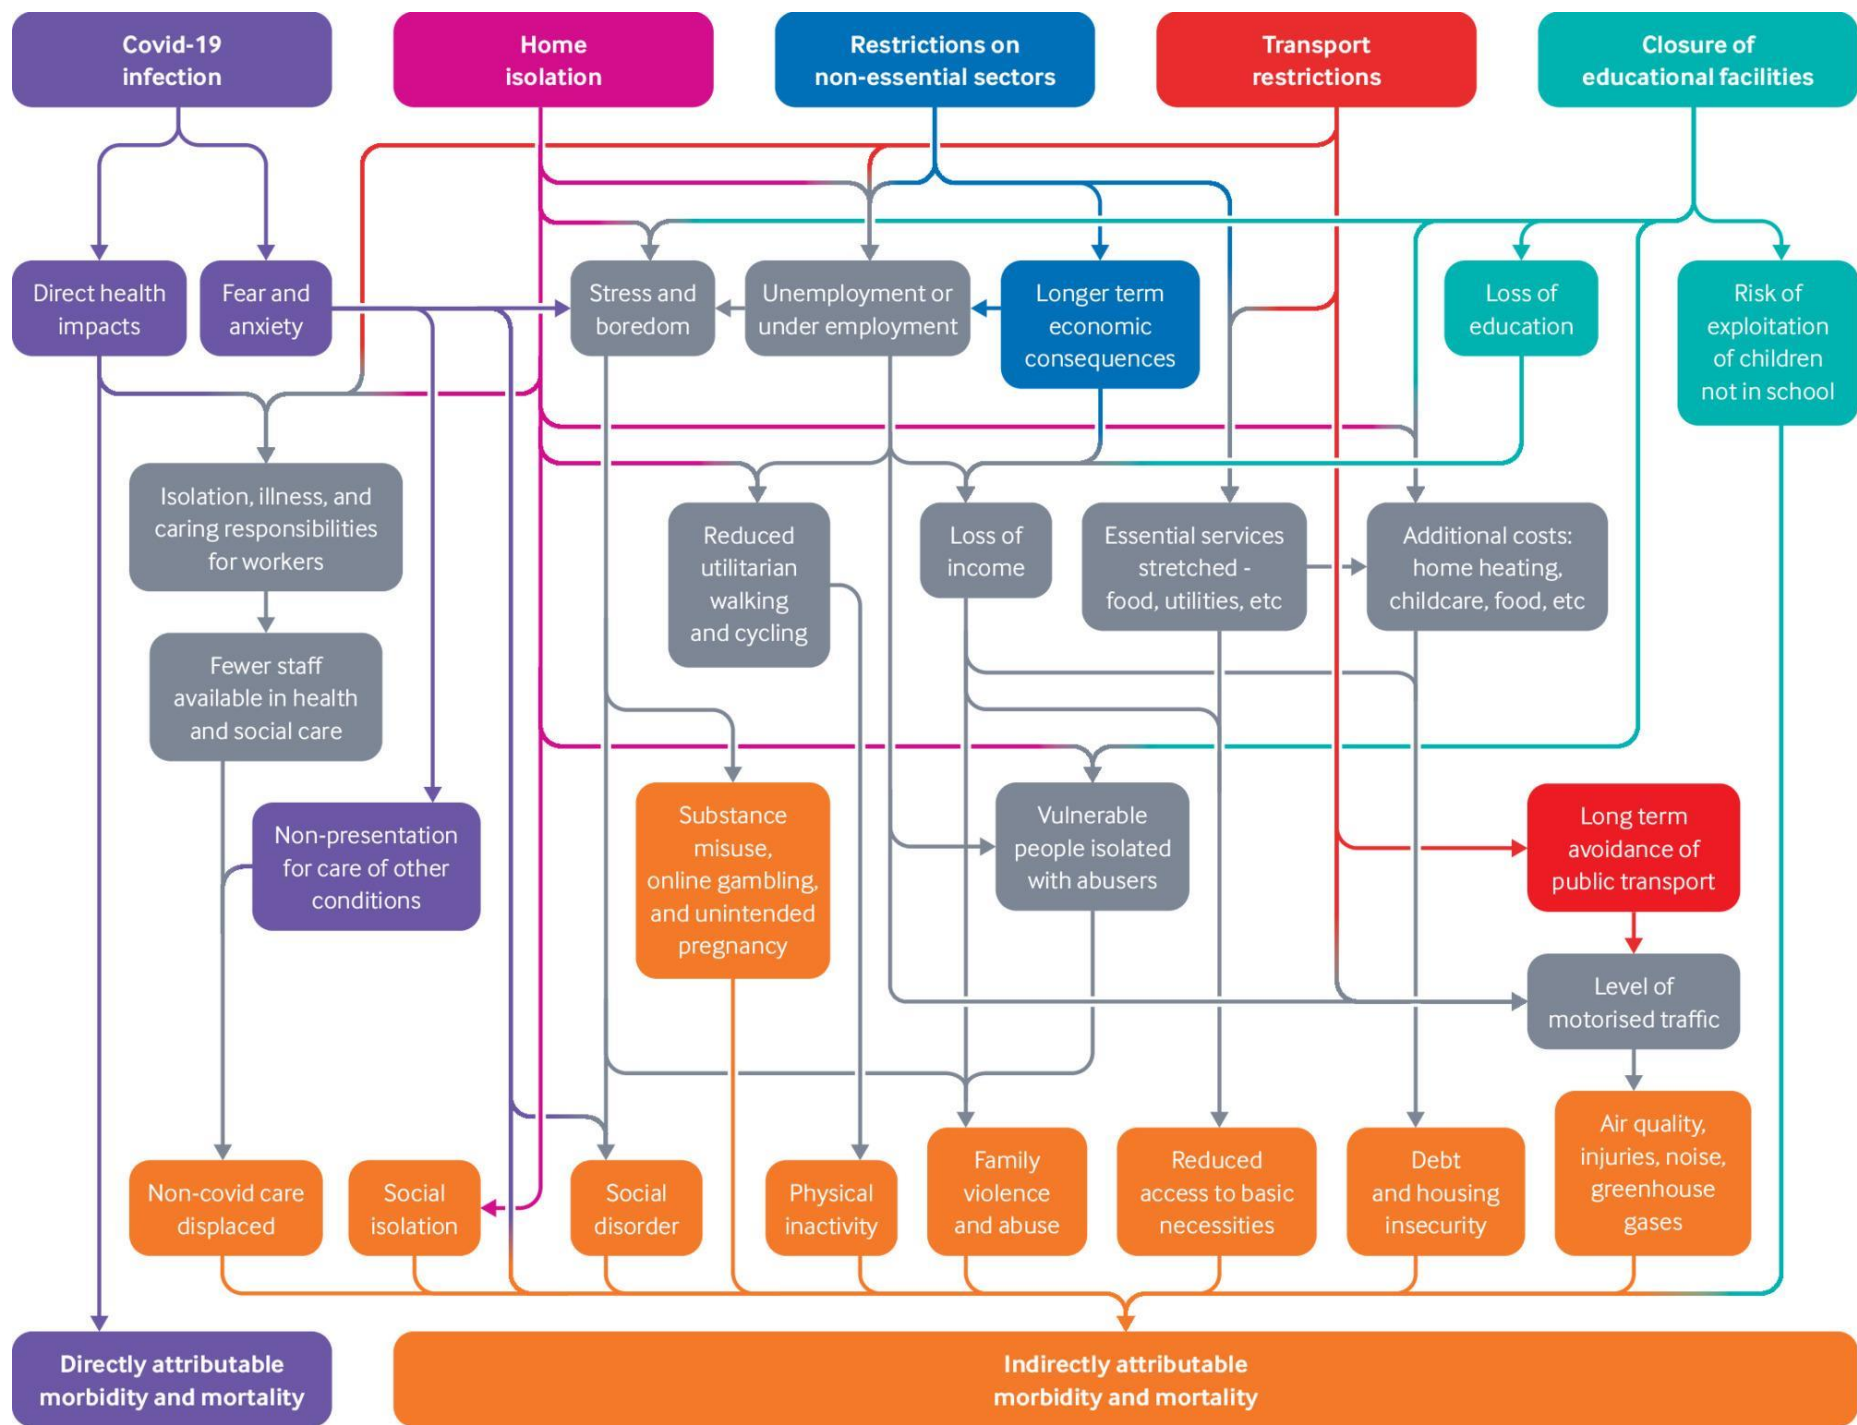 Covid-19
infection
Home
isolation
Restrictions on
non-essential sectors
Transport
restrictions
Closure of
educational facilities
Direct health
impacts
Fear and
anxiety
Stress and
boredom
Unemployment or
under employment
Longer term
economic
consequences
Loss of
education
Risk of
exploitation
of children
not in school
Isolation, illness, and
caring responsibilities
for workers
Reduced
utilitarian
walking
and cycling
Loss of
income
Essential services
stretched -
food, utilities, etc
Additional costs:
home heating,
childcare, food, etc
Fewer staff
available in health
and social care
Non-presentation
for care of other
conditions
Substance
misuse,
online gambling,
and unintended
pregnancy
Vulnerable
people isolated
with abusers
Long term
avoidance of
public transport
Level of
motorised traffic
Non-covid care
displaced
Social
isolation
Social
disorder
Physical
inactivity
Family
violence
and abuse
Reduced
access to basic
necessities
Debt
and housing
insecurity
Air quality,
injuries, noise,
greenhouse
gases
Directly attributable
morbidity and mortality
Indirectly attributable
morbidity and mortality